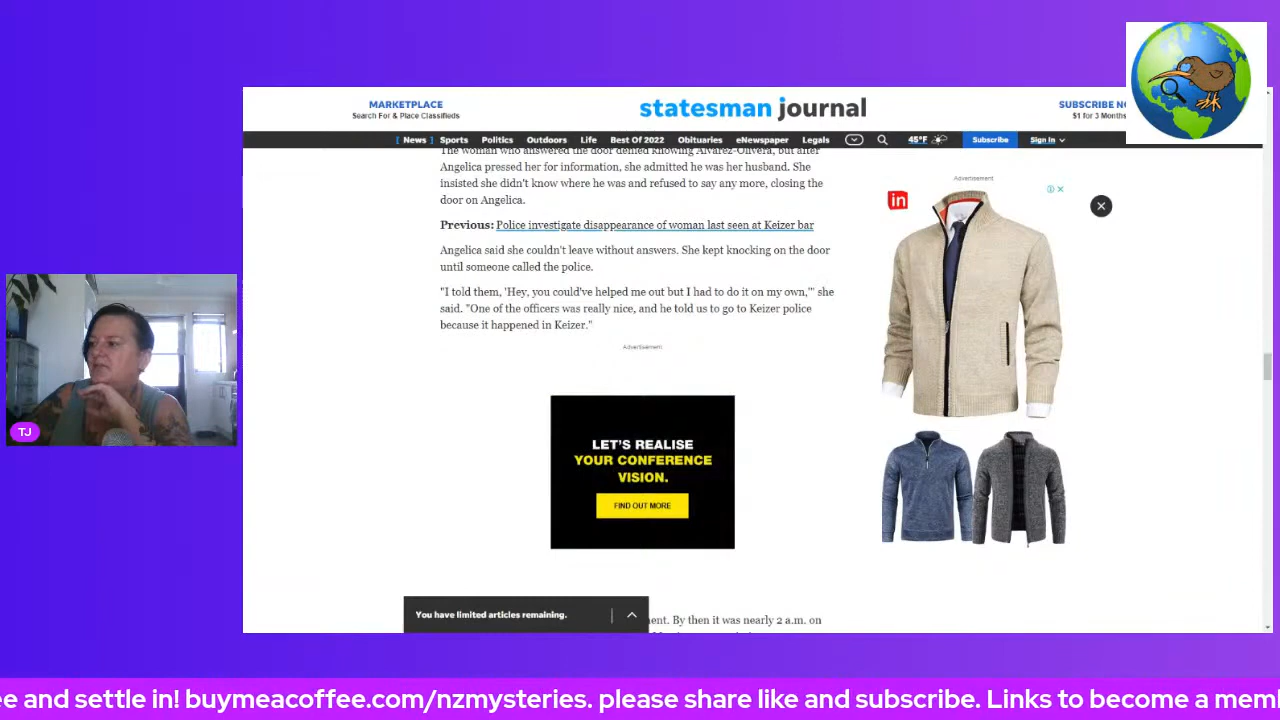 MARKETPLACE
Search For & Place Classifieds
statesman journal
SUBSCRIBE NO
$1 for 3 Months
[ News ] Sports Politics Outdoors Life Best Of 2022 Obituaries eNewspaper Legals 45°F Subscribe Sign In
The woman who answered the door denied knowing Alvarez-Olivera, but after
Angelica pressed her for information, she admitted he was her husband. She
insisted she didn't know where he was and refused to say any more, closing the
door on Angelica.
Previous: Police investigate disappearance of woman last seen at Keizer bar
Angelica said she couldn't leave without answers. She kept knocking on the door
until someone called the police.
"I told them, 'Hey, you could've helped me out but I had to do it on my own,'" she
said. "One of the officers was really nice, and he told us to go to Keizer police
because it happened in Keizer."
Advertisement
LET'S REALISE
YOUR CONFERENCE
VISION.
FIND OUT MORE
Advertisement
in
You have limited articles remaining.
ment. By then it was nearly 2 a.m. on
TJ
ee and settle in! buymeacoffee.com/nzmysteries. please share like and subscribe. Links to become a mem